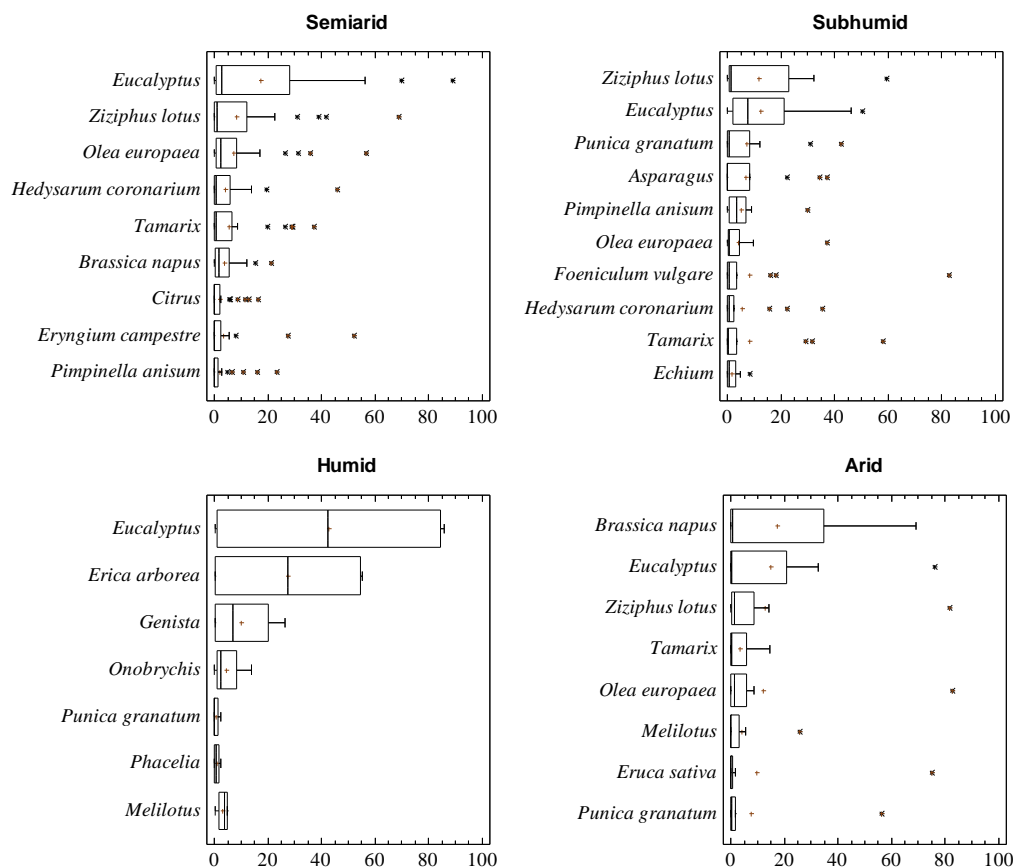 Semiarid
Eucalyptus
Ziziphus lotus
Olea europaea
Hedysarum coronarium
Tamarix
Brassica napus
Citrus
Eryngium campestre
Pimpinella anisum
0 20 40 60 80 100
Subhumid
Ziziphus lotus
Eucalyptus
Punica granatum
Asparagus
Pimpinella anisum
Olea europaea
Foeniculum vulgare
Hedysarum coronarium
Tamarix
Echium
0 20 40 60 80 100
Humid
Eucalyptus
Erica arborea
Genista
Onobrychis
Punica granatum
Phacelia
Melilotus
0 20 40 60 80 100
Arid
Brassica napus
Eucalyptus
Ziziphus lotus
Tamarix
Olea europaea
Melilotus
Eruca sativa
Punica granatum
0 20 40 60 80 100